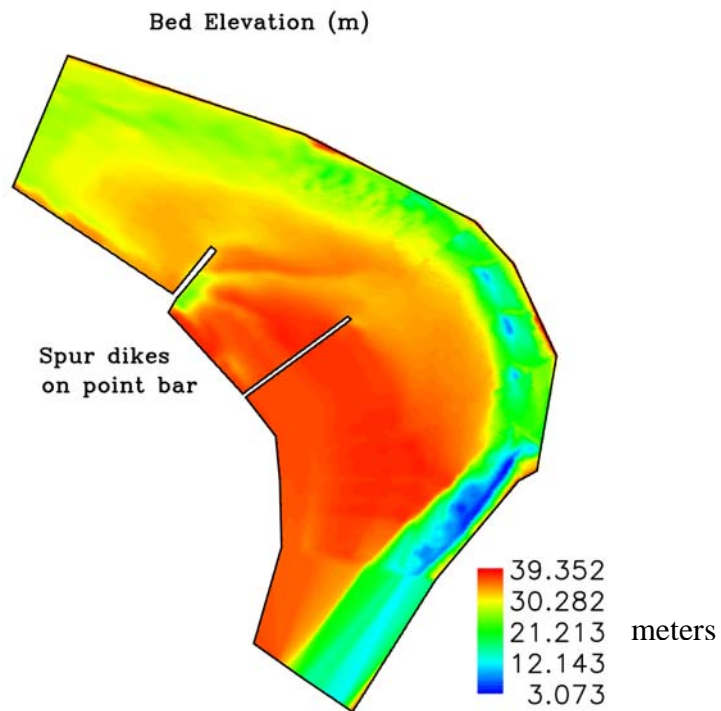 Bed Elevation (m)
Spur dikes
on point bar
39.352
30.282
21.213
12.143
3.073
meters